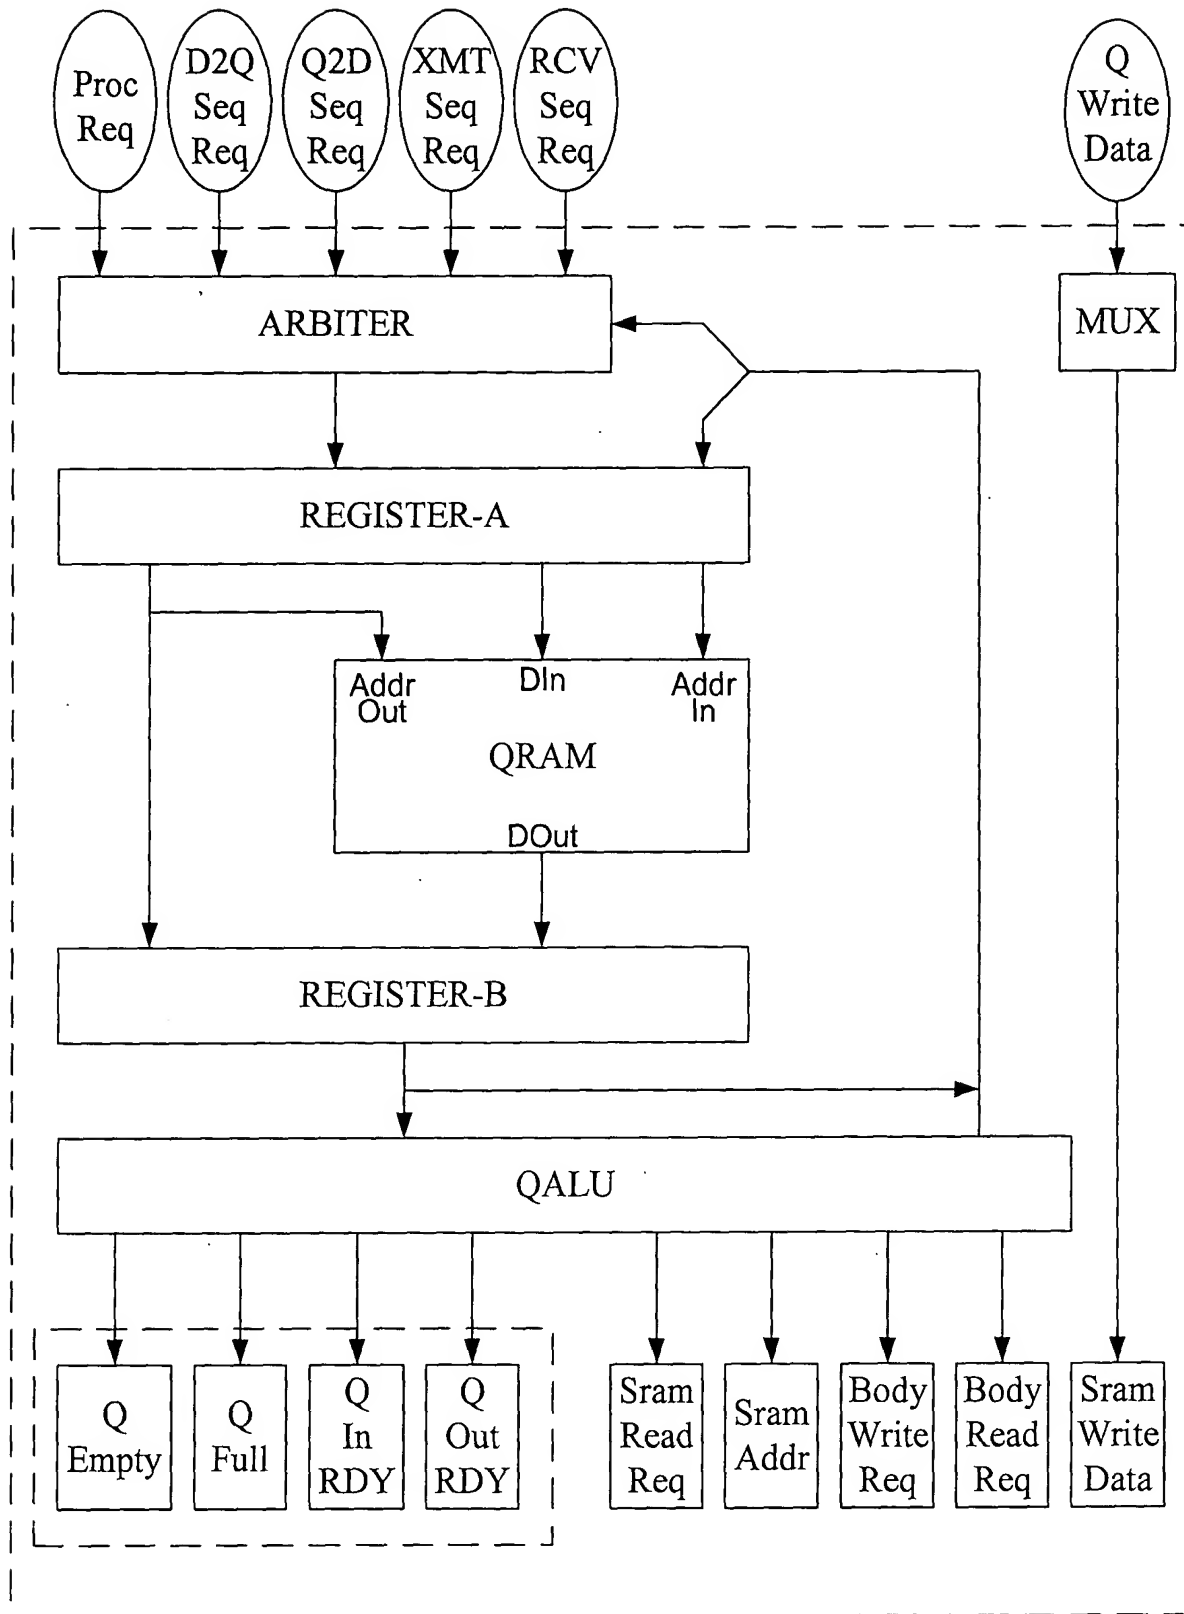 Proc
Req
D2Q
Seq
Req
Q2D
Seq
Req
XMT
Seq
Req
RCV
Seq
Req
Q
Write
Data
ARBITER
MUX
REGISTER-A
Addr
Out
DIn
Addr
In
QRAM
DOut
REGISTER-B
QALU
Q
Empty
Q
Full
Q
In
RDY
Q
Out
RDY
Sram
Read
Req
Sram
Addr
Body
Write
Req
Body
Read
Req
Sram
Write
Data